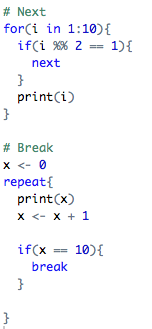 # Next
for(i in 1:10){
  if(i %% 2 == 1){
    next
  }
  print(i)
}

# Break
x <- 0
repeat{
  print(x)
  x <- x + 1

  if(x == 10){
    break
  }

}